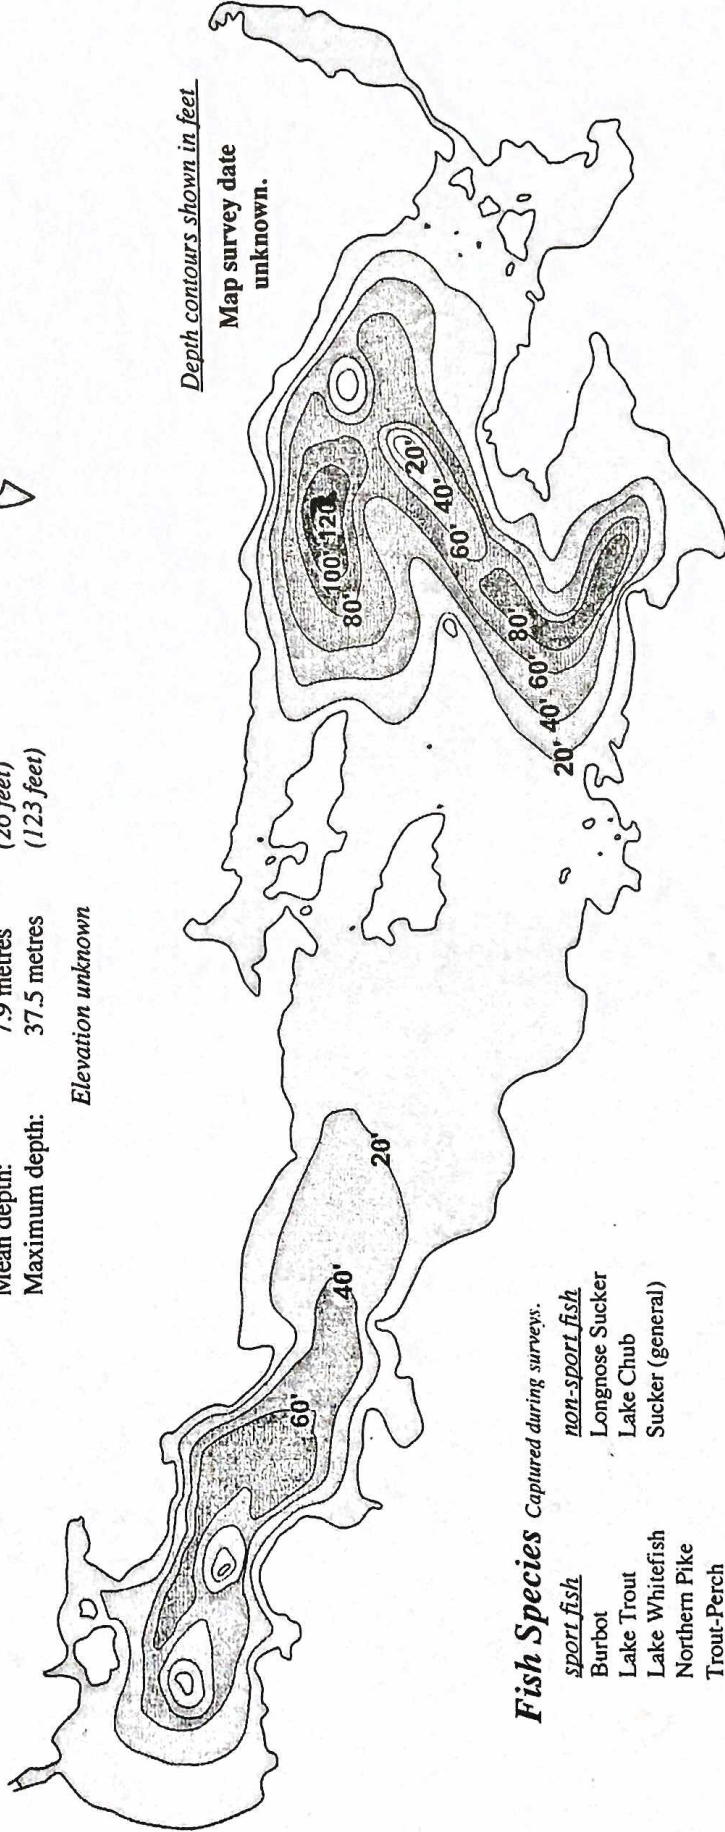 Mean depth: 7.9 metres (26 feet)
Maximum depth: 37.5 metres (123 feet)
Elevation unknown
Depth contours shown in feet
Map survey date
unknown.
60'
40'
20'
80'
100'
120'
20'
40'
60'
80'
60'
40'
20'
Fish Species Captured during surveys.
sport fish
Burbot
Lake Trout
Lake Whitefish
Northern Pike
Trout-Perch
non-sport fish
Longnose Sucker
Lake Chub
Sucker (general)